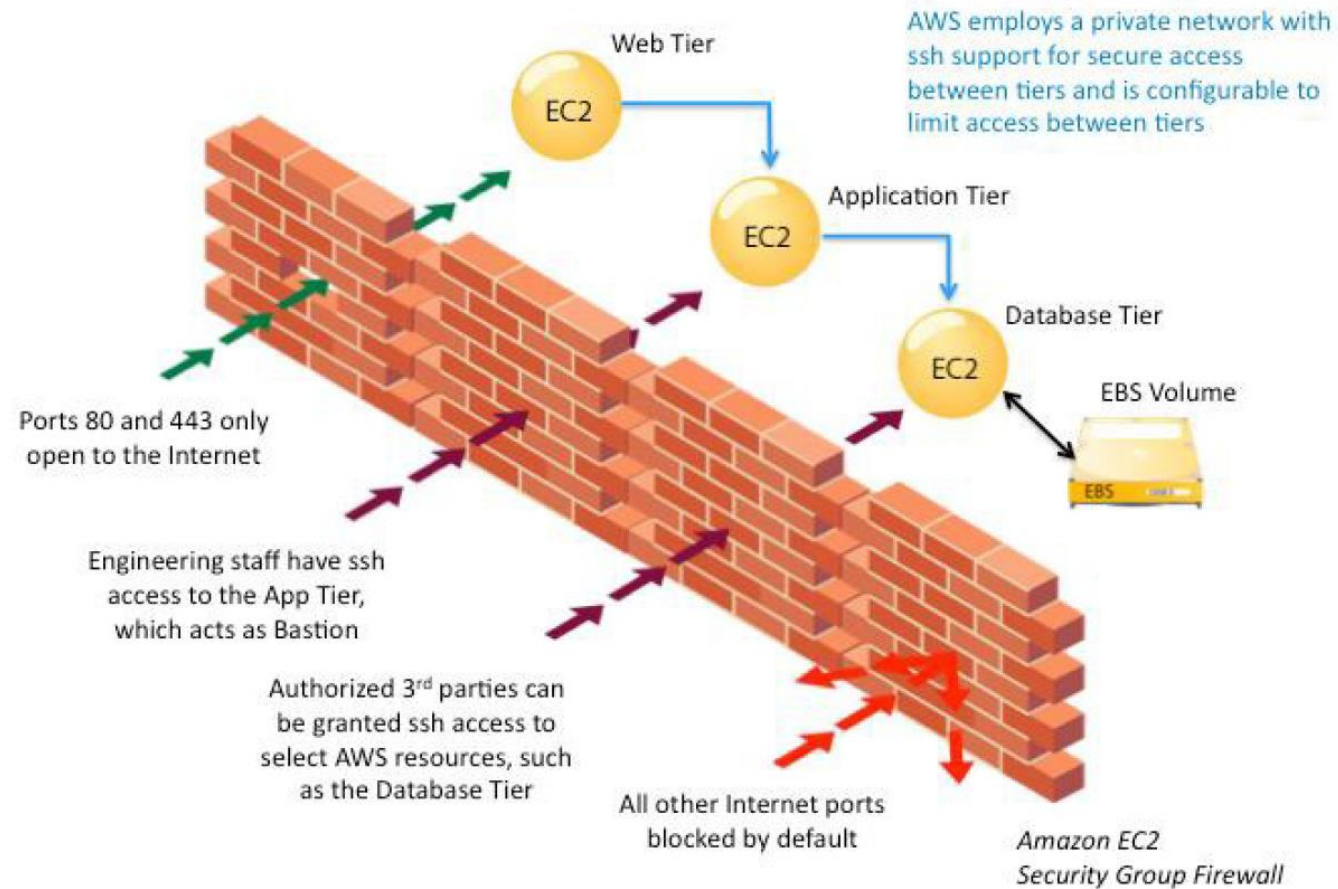 Web Tier
AWS employs a private network with
ssh support for secure access
between tiers and is configurable to
limit access between tiers
EC2
Application Tier
EC2
Database Tier
EC2
EBS Volume
EBS
Ports 80 and 443 only
open to the Internet
Engineering staff have ssh
access to the App Tier,
which acts as Bastion
Authorized 3rd parties can
be granted ssh access to
select AWS resources, such
as the Database Tier
All other Internet ports
blocked by default
Amazon EC2
Security Group Firewall